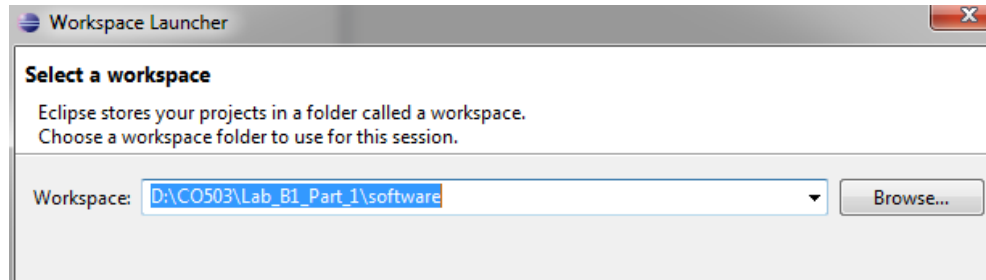 Workspace Launcher
Select a workspace
Eclipse stores your projects in a folder called a workspace.
Choose a workspace folder to use for this session.
Workspace: D:\CO503\Lab_B1_Part_1\software Browse...